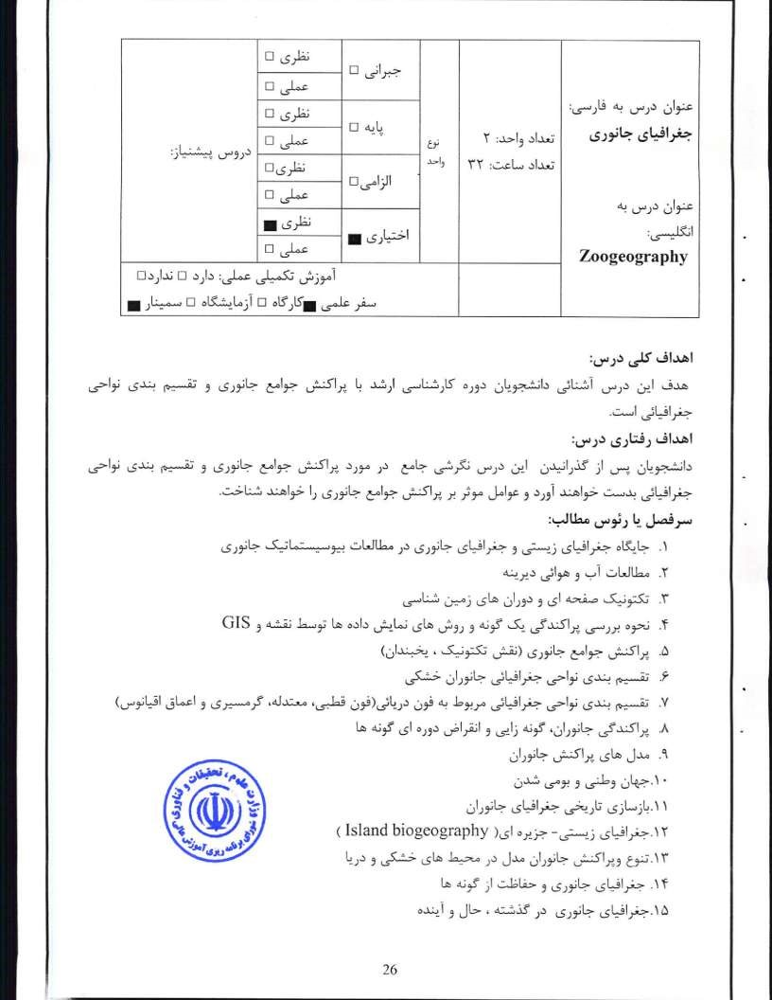 عنوان درس به فارسی:
جغرافیای جانوری
عنوان درس به
انگلیسی:
Zoogeography
تعداد واحد: ۲
تعداد ساعت: ۳۲
نوع
واحد
جبرانی □
پایه □
الزامی□
اختیاری ■
نظری □
عملی □
نظری □
عملی □
نظری□
عملی □
نظری ■
عملی □
دروس پیشنیاز:
آموزش تکمیلی عملی: دارد □ ندارد□
سفر علمی ■کارگاه □ آزمایشگاه □ سمینار ■
اهداف کلی درس:
هدف این درس آشنائی دانشجویان دوره کارشناسی ارشد با پراکنش جوامع جانوری و تقسیم بندی نواحی
جغرافیائی است.
اهداف رفتاری درس:
دانشجویان پس از گذرانیدن این درس نگرشی جامع در مورد پراکنش جوامع جانوری و تقسیم بندی نواحی
جغرافیائی بدست خواهند آورد و عوامل موثر بر پراکنش جوامع جانوری را خواهند شناخت.
سرفصل یا رئوس مطالب:
۱. جایگاه جغرافیای زیستی و جغرافیای جانوری در مطالعات بیوسیستماتیک جانوری
۲. مطالعات آب و هوائی دیرینه
۳. تکتونیک صفحه ای و دوران های زمین شناسی
۴. نحوه بررسی پراکندگی یک گونه و روش های نمایش داده ها توسط نقشه و GIS
۵. پراکنش جوامع جانوری (نقش تکتونیک ، یخبندان)
۶. تقسیم بندی نواحی جغرافیائی جانوران خشکی
۷. تقسیم بندی نواحی جغرافیائی مربوط به فون دریائی(فون قطبی، معتدله، گرمسیری و اعماق اقیانوس)
۸. پراکندگی جانوران، گونه زایی و انقراض دوره ای گونه ها
۹. مدل های پراکنش جانوران
۱۰.جهان وطنی و بومی شدن
۱۱.بازسازی تاریخی جغرافیای جانوران
۱۲.جغرافیای زیستی- جزیره ای( Island biogeography )
۱۳.تنوع وپراکنش جانوران مدل در محیط های خشکی و دریا
۱۴. جغرافیای جانوری و حفاظت از گونه ها
۱۵.جغرافیای جانوری در گذشته ، حال و آینده
وزارت علوم، تحقیقات و فناوری
شورای برنامه ریزی آموزش عالی
26